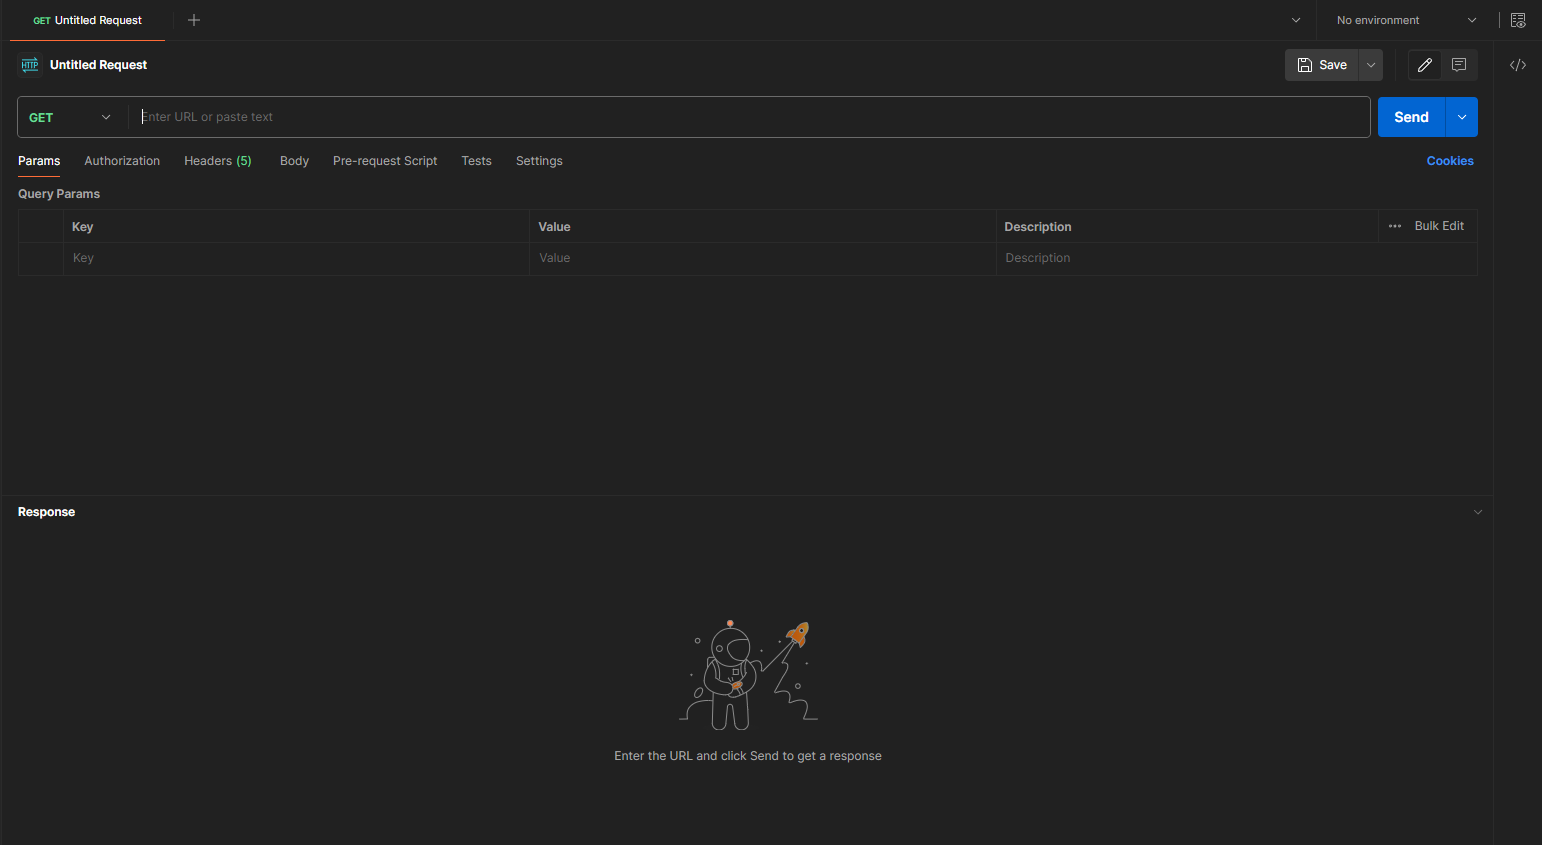 GET Untitled Request
No environment
HTTP Untitled Request
Save
GET
Enter URL or paste text
Send
Params Authorization Headers (5) Body Pre-request Script Tests Settings
Cookies
Query Params
Key Value Description
Bulk Edit
Key Value Description
Response
Enter the URL and click Send to get a response